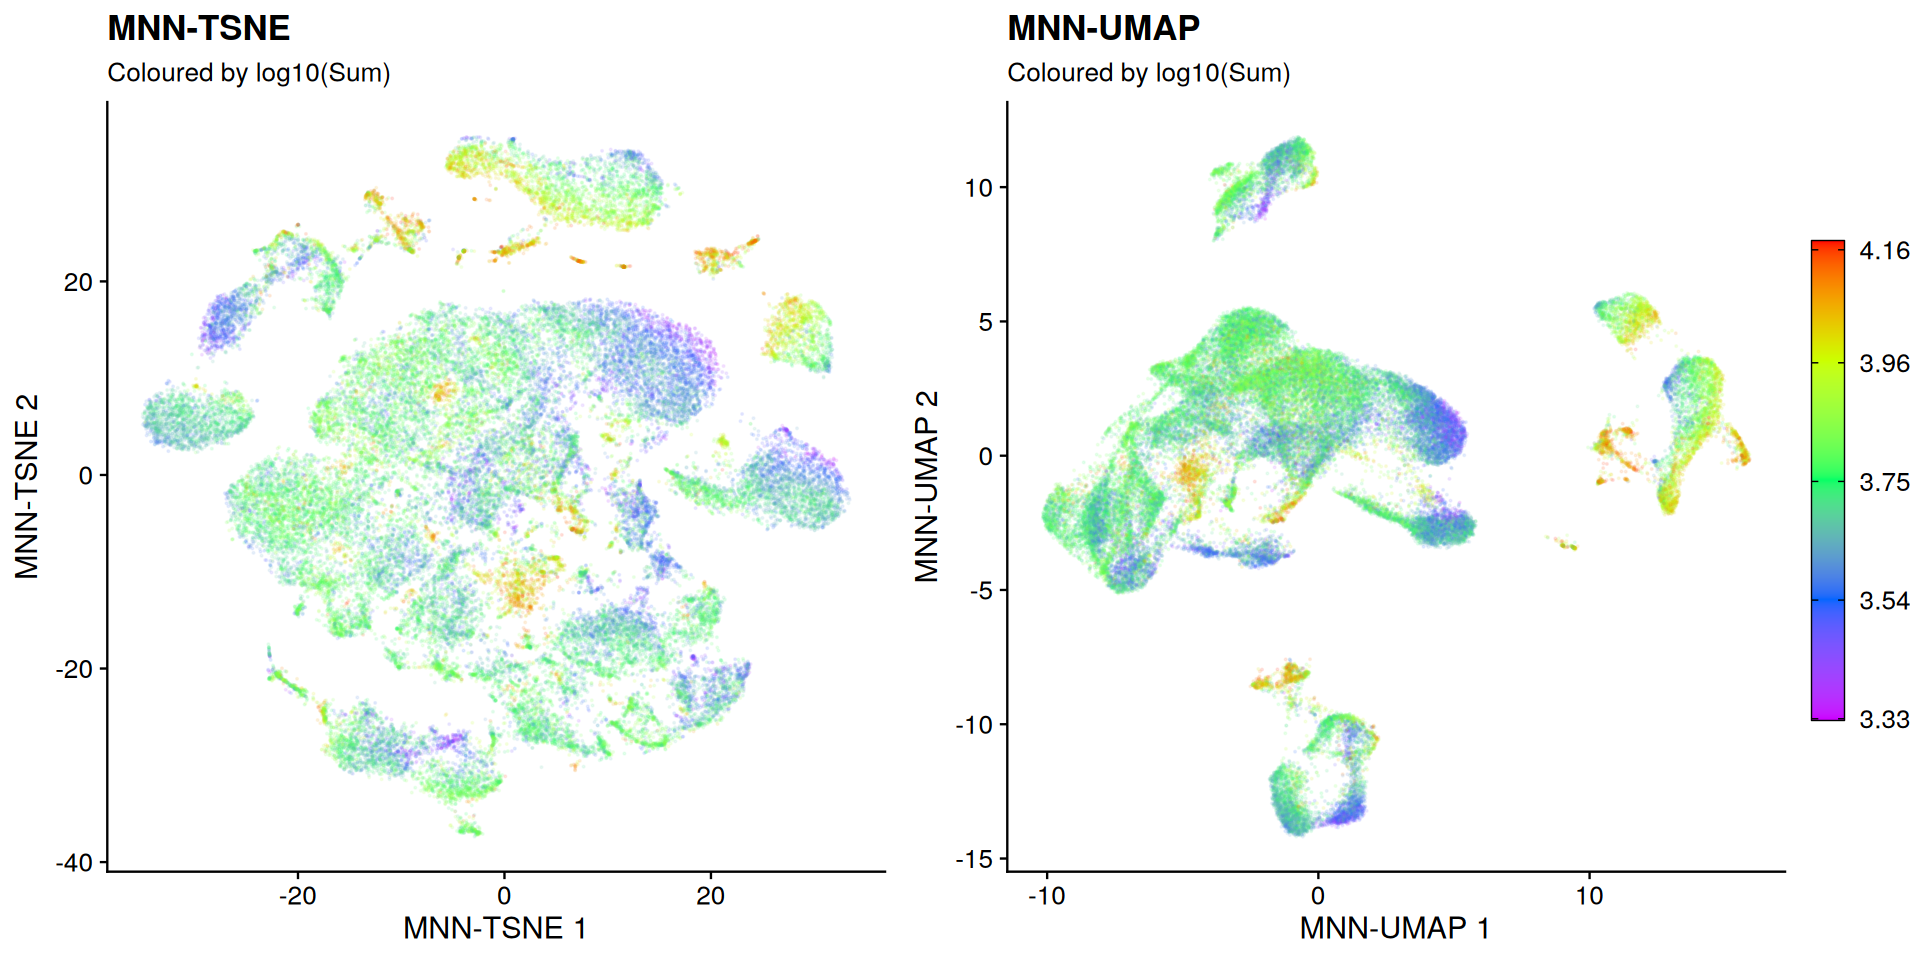 MNN-TSNE
Coloured by log10(Sum)
20
0
-20
-40
-20
0
20
MNN-TSNE 1
MNN-TSNE 2
MNN-UMAP
Coloured by log10(Sum)
10
5
0
-5
-10
-15
-10
0
10
MNN-UMAP 1
MNN-UMAP 2
4.16
3.96
3.75
3.54
3.33